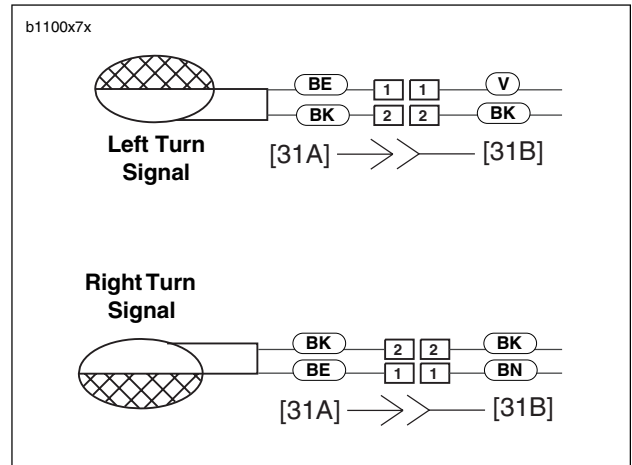 b1100x7x
BE 1 1 V
BK 2 2 BK
Left Turn
Signal
[31A] [31B]
Right Turn
Signal
BK 2 2 BK
BE 1 1 BN
[31A] [31B]